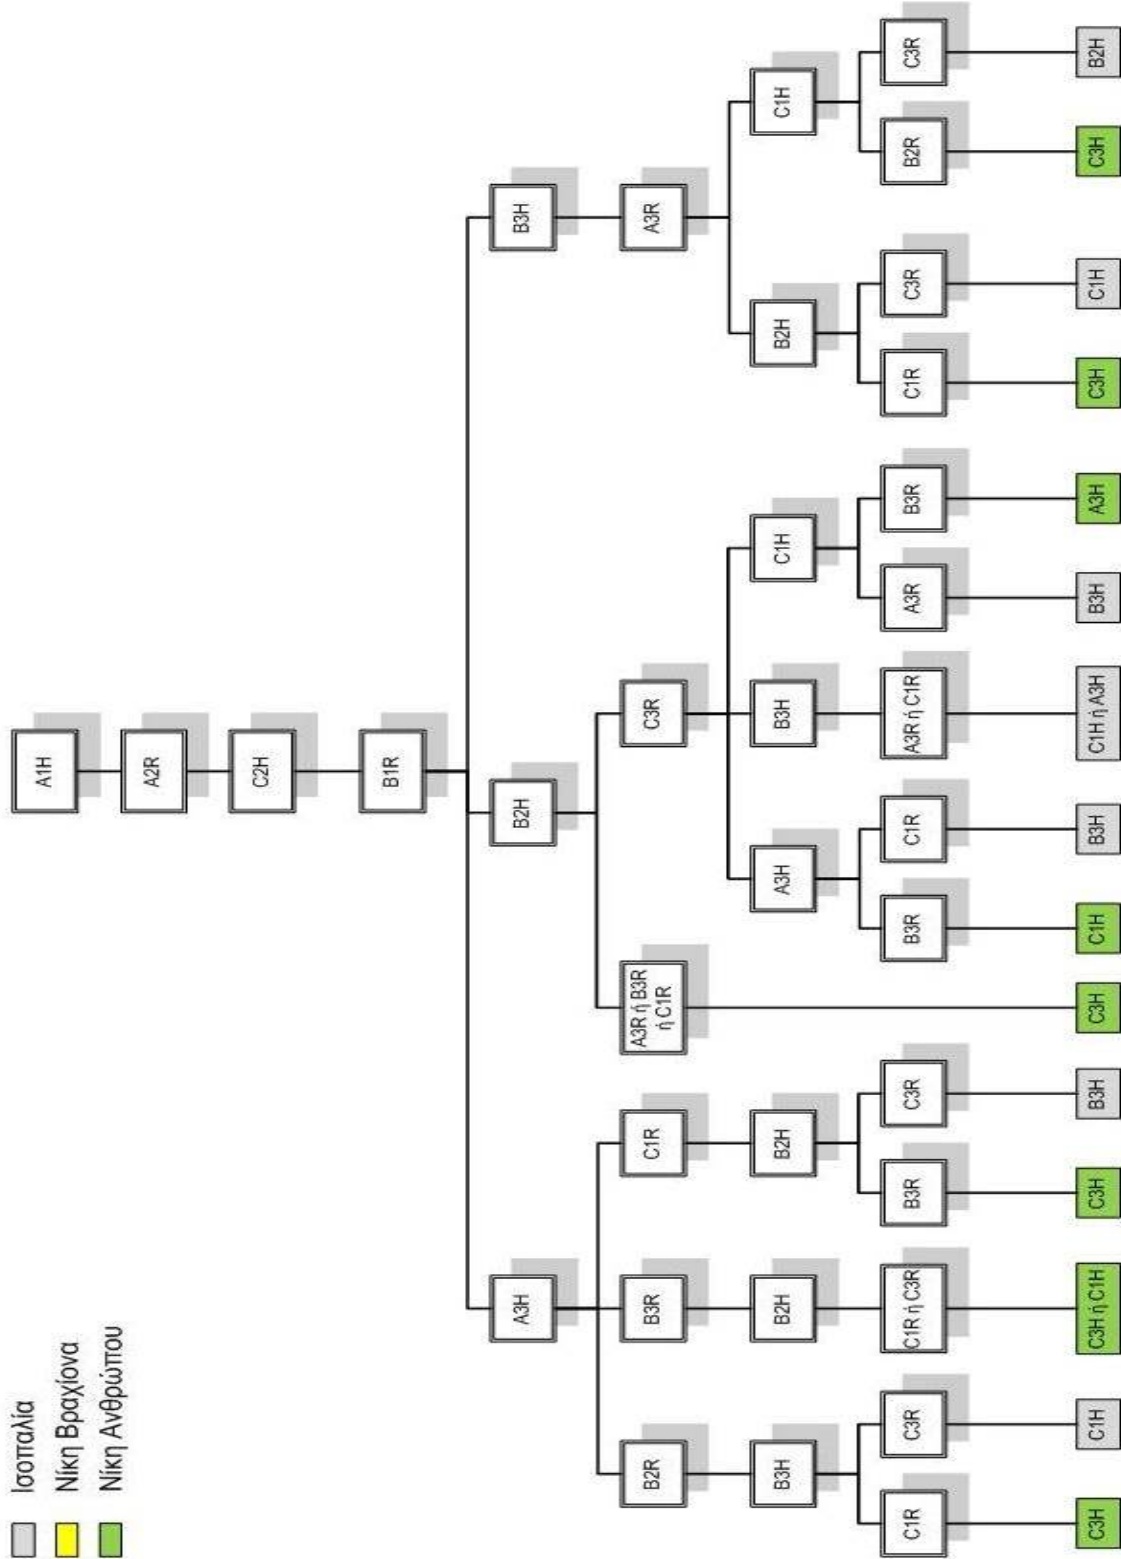 Ισοπαλία
Νίκη Βραχίονα
Νίκη Ανθρώπου
A1H
A2R
C2H
B1R
A3H
B2H
B3H
B2R
B3R
C1R
A3R ή B3R
ή C1R
C3R
A3R
B3H
B2H
B2H
A3H
B3H
C1H
B2H
C1H
C1R
C3R
C1R ή C3R
B3R
C3R
B3R
C1R
A3R ή C1R
A3R
B3R
C1R
C3R
B2R
C3R
C3H
C1H
C3H ή C1H
C3H
B3H
C3H
C1H
B3H
C1H ή A3H
B3H
A3H
C3H
C1H
C3H
B2H